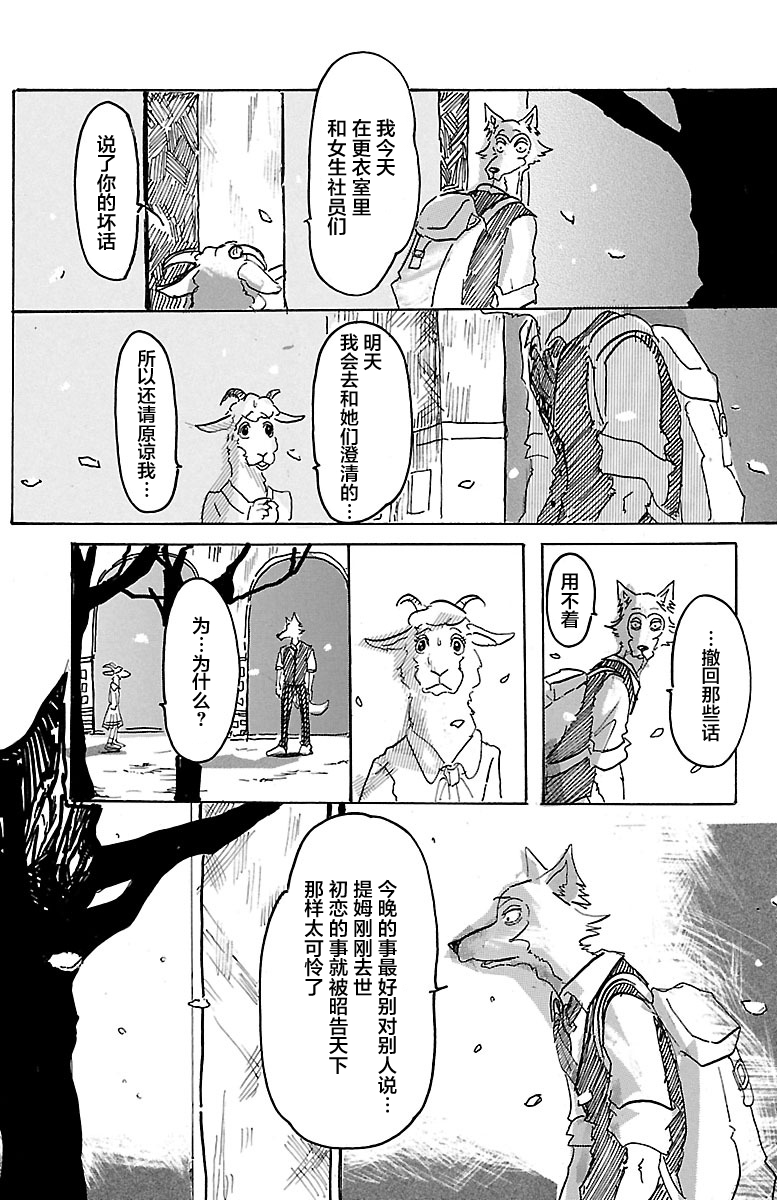 我今天
在更衣室里
和女生社员们
说了你的坏话
明天
我会去和她们澄清的…
所以还请原谅我…
…撤回那些话
用不着
为…为什么？
今晚的事最好别对别人说…
提姆刚刚去世
初恋的事就被昭告天下
那样太可怜了